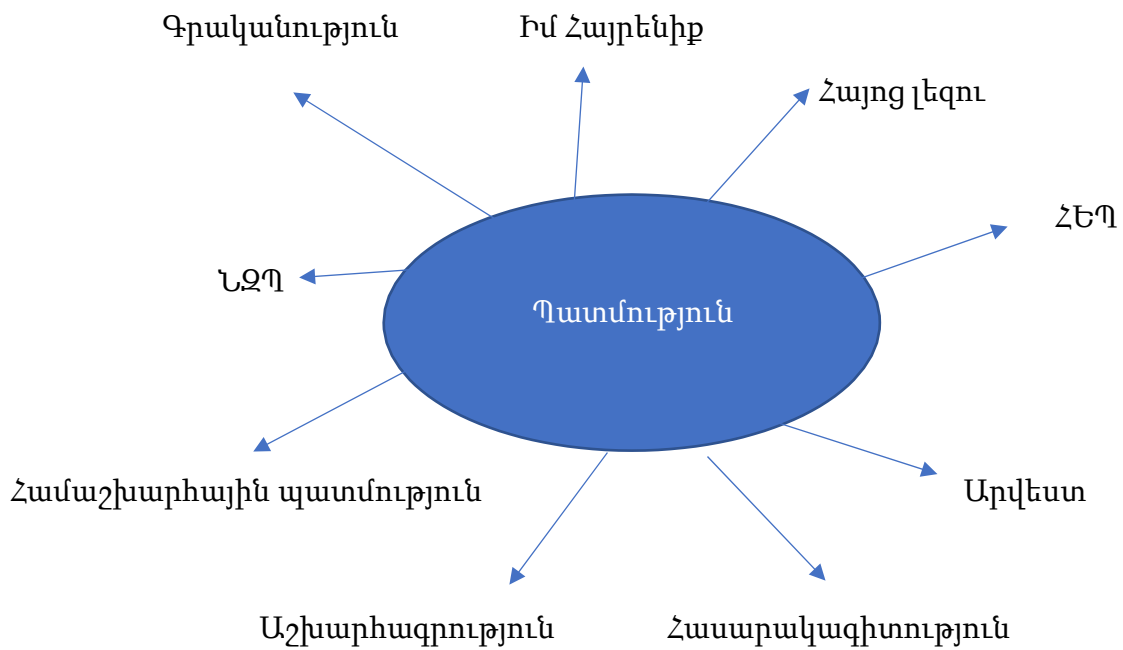 Գրականություն
Իմ Հայրենիք
Հայոց լեզու
ՀԵՊ
ՆԶՊ
Պատմություն
Համաշխարհային պատմություն
Արվեստ
Աշխարհագրություն
Հասարակագիտություն